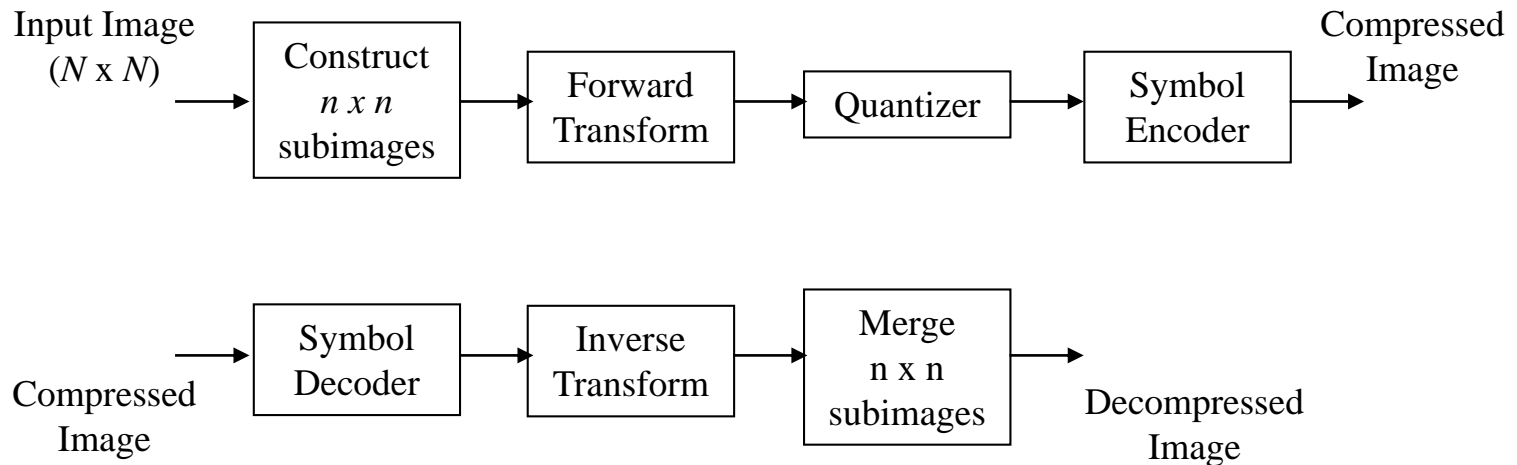 Input Image
(N x N)
Construct
n x n
subimages
Forward
Transform
Quantizer
Symbol
Encoder
Compressed
Image
Compressed
Image
Symbol
Decoder
Inverse
Transform
Merge
n x n
subimages
Decompressed
Image